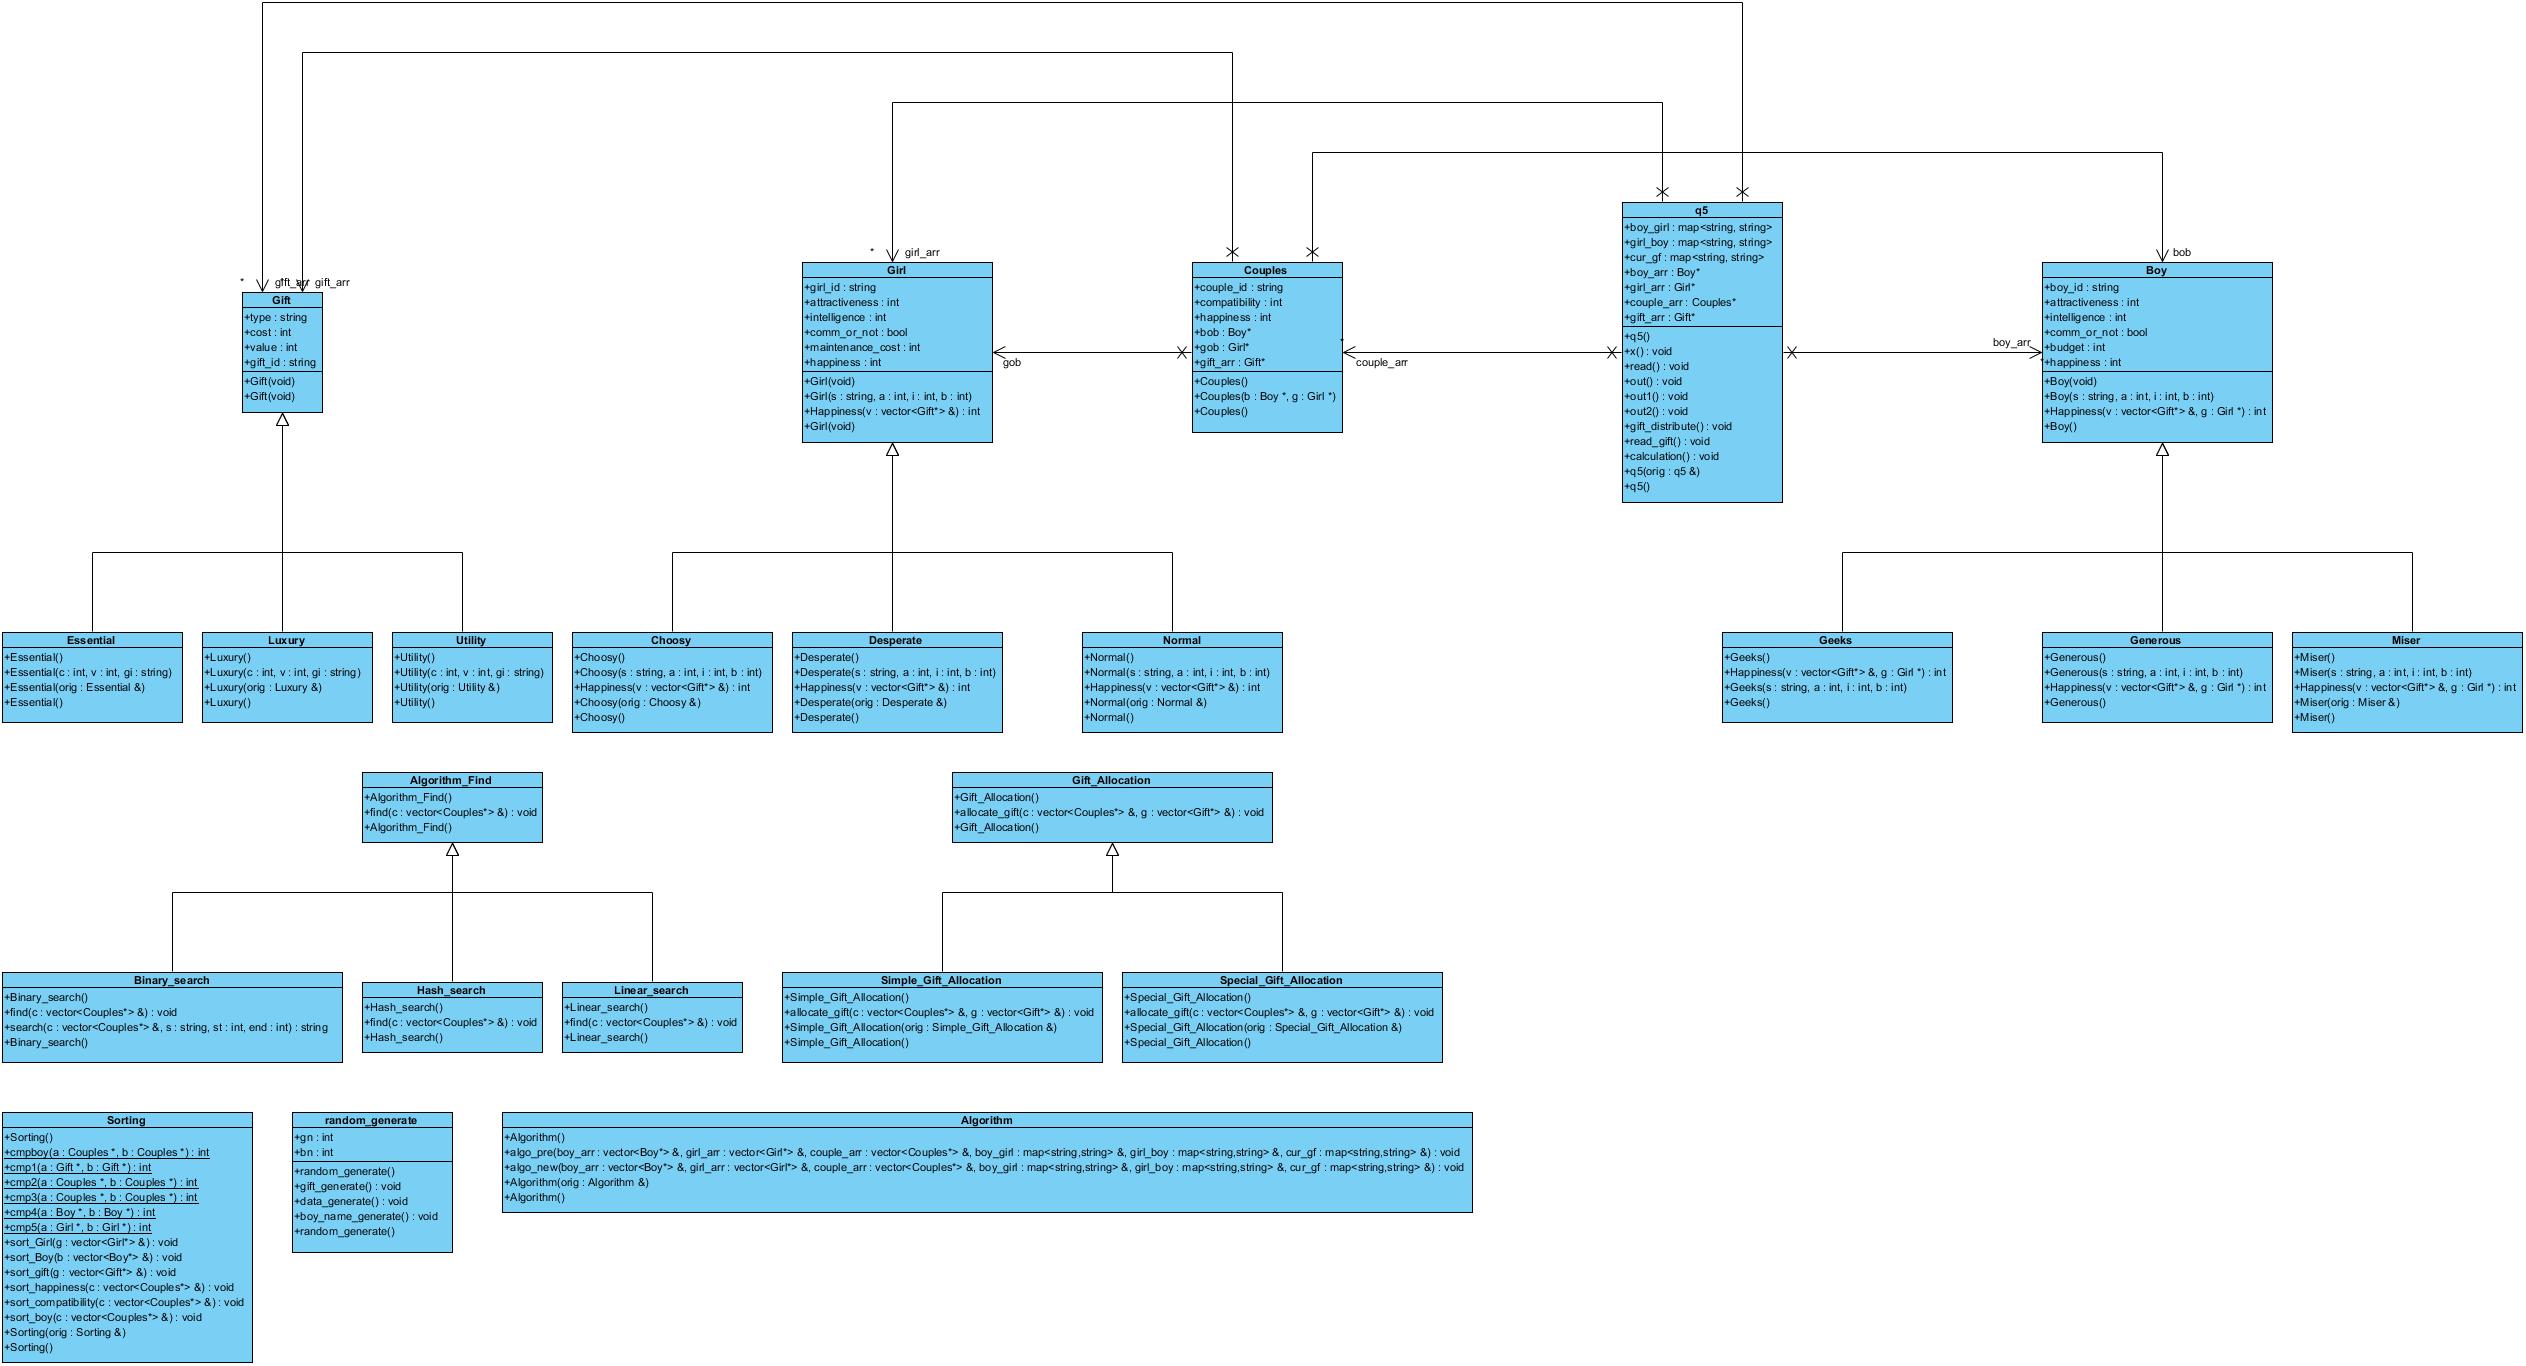 q5
+boy_girl : map<string, string>
+girl_boy : map<string, string>
+cur_gf : map<string, string>
+boy_arr : Boy*
+girl_arr : Girl*
+couple_arr : Couples*
+gift_arr : Gift*
+q5()
+x() : void
+read() : void
+out() : void
+out1() : void
+out2() : void
+gift_distribute() : void
+read_gift() : void
+calculation() : void
+q5(orig : q5 &)
+q5()
* girl_arr
bob
* gift_arr * gift_arr
gob
* couple_arr
boy_arr *
Gift
+type : string
+cost : int
+value : int
+gift_id : string
+Gift(void)
+Gift(void)
Girl
+girl_id : string
+attractiveness : int
+intelligence : int
+comm_or_not : bool
+maintenance_cost : int
+happiness : int
+Girl(void)
+Girl(s : string, a : int, i : int, b : int)
+Happiness(v : vector<Gift*> &) : int
+Girl(void)
Couples
+couple_id : string
+compatibility : int
+happiness : int
+bob : Boy*
+gob : Girl*
+gift_arr : Gift*
+Couples()
+Couples(b : Boy *, g : Girl *)
+Couples()
Boy
+boy_id : string
+attractiveness : int
+intelligence : int
+comm_or_not : bool
+budget : int
+happiness : int
+Boy(void)
+Boy(s : string, a : int, i : int, b : int)
+Happiness(v : vector<Gift*> &, g : Girl *) : int
+Boy()
Essential
+Essential()
+Essential(c : int, v : int, gi : string)
+Essential(orig : Essential &)
+Essential()
Luxury
+Luxury()
+Luxury(c : int, v : int, gi : string)
+Luxury(orig : Luxury &)
+Luxury()
Utility
+Utility()
+Utility(c : int, v : int, gi : string)
+Utility(orig : Utility &)
+Utility()
Choosy
+Choosy()
+Choosy(s : string, a : int, i : int, b : int)
+Happiness(v : vector<Gift*> &) : int
+Choosy(orig : Choosy &)
+Choosy()
Desperate
+Desperate()
+Desperate(s : string, a : int, i : int, b : int)
+Happiness(v : vector<Gift*> &) : int
+Desperate(orig : Desperate &)
+Desperate()
Normal
+Normal()
+Normal(s : string, a : int, i : int, b : int)
+Happiness(v : vector<Gift*> &) : int
+Normal(orig : Normal &)
+Normal()
Geeks
+Geeks()
+Happiness(v : vector<Gift*> &, g : Girl *) : int
+Geeks(s : string, a : int, i : int, b : int)
+Geeks()
Generous
+Generous()
+Generous(s : string, a : int, i : int, b : int)
+Happiness(v : vector<Gift*> &, g : Girl *) : int
+Generous()
Miser
+Miser()
+Miser(s : string, a : int, i : int, b : int)
+Happiness(v : vector<Gift*> &, g : Girl *) : int
+Miser(orig : Miser &)
+Miser()
Algorithm_Find
+Algorithm_Find()
+find(c : vector<Couples*> &) : void
+Algorithm_Find()
Gift_Allocation
+Gift_Allocation()
+allocate_gift(c : vector<Couples*> &, g : vector<Gift*> &) : void
+Gift_Allocation()
Binary_search
+Binary_search()
+find(c : vector<Couples*> &) : void
+search(c : vector<Couples*> &, s : string, st : int, end : int) : string
+Binary_search()
Hash_search
+Hash_search()
+find(c : vector<Couples*> &) : void
+Hash_search()
Linear_search
+Linear_search()
+find(c : vector<Couples*> &) : void
+Linear_search()
Simple_Gift_Allocation
+Simple_Gift_Allocation()
+allocate_gift(c : vector<Couples*> &, g : vector<Gift*> &) : void
+Simple_Gift_Allocation(orig : Simple_Gift_Allocation &)
+Simple_Gift_Allocation()
Special_Gift_Allocation
+Special_Gift_Allocation()
+allocate_gift(c : vector<Couples*> &, g : vector<Gift*> &) : void
+Special_Gift_Allocation(orig : Special_Gift_Allocation &)
+Special_Gift_Allocation()
Sorting
+Sorting()
+cmpboy(a : Couples *, b : Couples *) : int
+cmp1(a : Gift *, b : Gift *) : int
+cmp2(a : Couples *, b : Couples *) : int
+cmp3(a : Couples *, b : Couples *) : int
+cmp4(a : Boy *, b : Boy *) : int
+cmp5(a : Girl *, b : Girl *) : int
+sort_Girl(g : vector<Girl*> &) : void
+sort_Boy(b : vector<Boy*> &) : void
+sort_gift(g : vector<Gift*> &) : void
+sort_happiness(c : vector<Couples*> &) : void
+sort_compatibility(c : vector<Couples*> &) : void
+sort_boy(c : vector<Couples*> &) : void
+Sorting(orig : Sorting &)
+Sorting()
random_generate
+gn : int
+bn : int
+random_generate()
+gift_generate() : void
+data_generate() : void
+boy_name_generate() : void
+random_generate()
Algorithm
+Algorithm()
+algo_pre(boy_arr : vector<Boy*> &, girl_arr : vector<Girl*> &, couple_arr : vector<Couples*> &, boy_girl : map<string,string> &, girl_boy : map<string,string> &, cur_gf : map<string,string> &) : void
+algo_new(boy_arr : vector<Boy*> &, girl_arr : vector<Girl*> &, couple_arr : vector<Couples*> &, boy_girl : map<string,string> &, girl_boy : map<string,string> &, cur_gf : map<string,string> &) : void
+Algorithm(orig : Algorithm &)
+Algorithm()